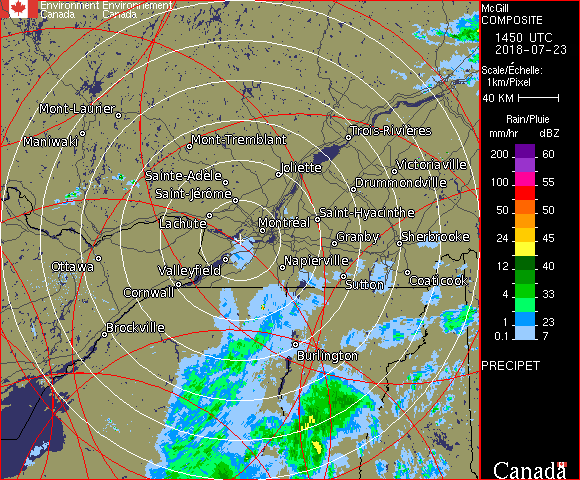 Environment Environnement
Canada Canada
McGill
COMPOSITE
1450 UTC
2018-07-23
Scale/Échelle:
1km/Pixel
40 KM
Rain/Pluie
mm/hr dBZ
200 60
100 55
50 50
24 45
12 40
4 33
1 23
0.1 7
PRECIPET
Canada
Mont-Laurier
Maniwaki
Mont-Tremblant
Trois-Rivières
Joliette
Victoriaville
Sainte-Adèle
Drummondville
Saint-Jérôme
Lachute
Saint-Hyacinthe
Montréal
Granby
Sherbrooke
Ottawa
Valleyfield
Napierville
Cornwall
Sutton
Coaticook
Brockville
Burlington